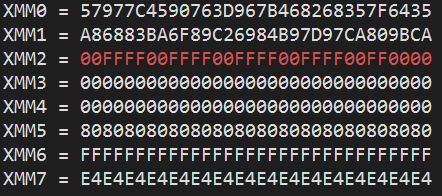 XMM0 = 57977C4590763D967B468268357F6435
XMM1 = A86883BA6F89C26984B97D97CA809BCA
XMM2 = 00FFFF00FFFF00FFFF00FFFF00FF0000
XMM3 = 00000000000000000000000000000000
XMM4 = 00000000000000000000000000000000
XMM5 = 80808080808080808080808080808080
XMM6 = FFFFFFFFFFFFFFFFFFFFFFFFFFFFFFFF
XMM7 = E4E4E4E4E4E4E4E4E4E4E4E4E4E4E4E4